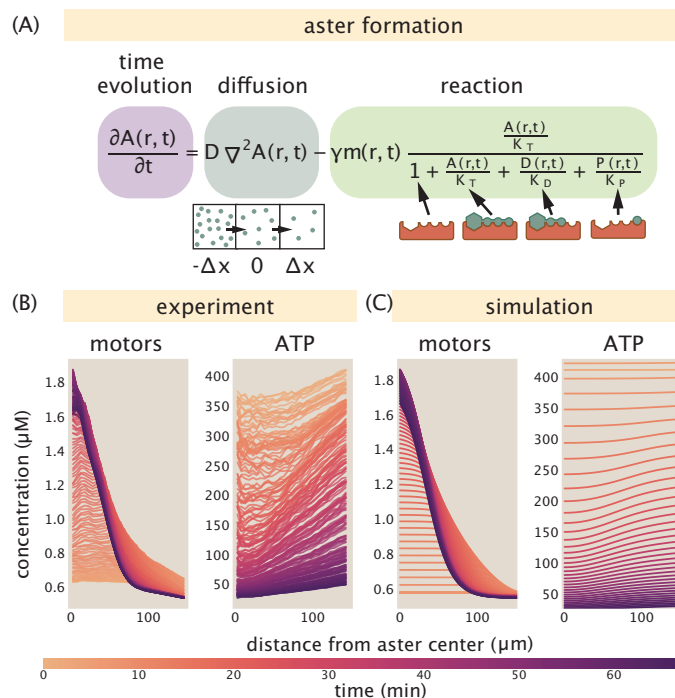 (A)
aster formation
time
evolution
diffusion
reaction
∂A(r, t) / ∂t = D ∇²A(r, t) − γm(r, t) (A(r,t)/K_T) / (1 + A(r,t)/K_T + D(r,t)/K_D + P(r,t)/K_P)
-Δx 0 Δx
(B)
experiment
(C)
simulation
motors
ATP
motors
ATP
concentration (μM)
1.8
1.6
1.4
1.2
1.0
0.8
0.6
0
100
400
350
300
250
200
150
100
50
0
100
1.8
1.6
1.4
1.2
1.0
0.8
0.6
0
100
400
350
300
250
200
150
100
50
0
100
distance from aster center (μm)
0 10 20 30 40 50 60
time (min)